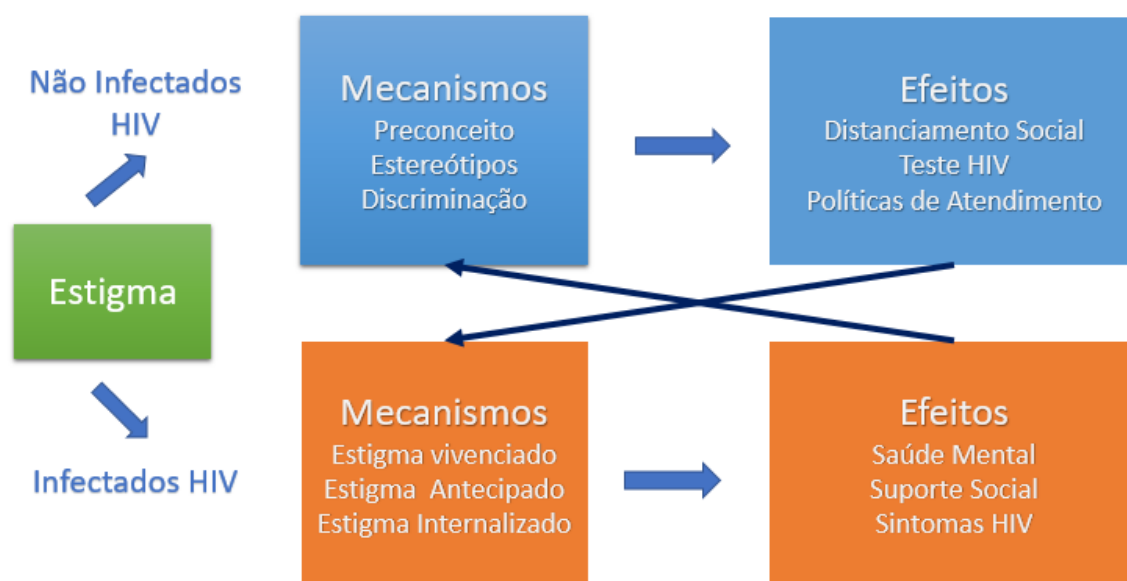 Não Infectados
HIV
Estigma
Infectados HIV
Mecanismos
Preconceito
Estereótipos
Discriminação
Efeitos
Distanciamento Social
Teste HIV
Políticas de Atendimento
Mecanismos
Estigma vivenciado
Estigma Antecipado
Estigma Internalizado
Efeitos
Saúde Mental
Suporte Social
Sintomas HIV